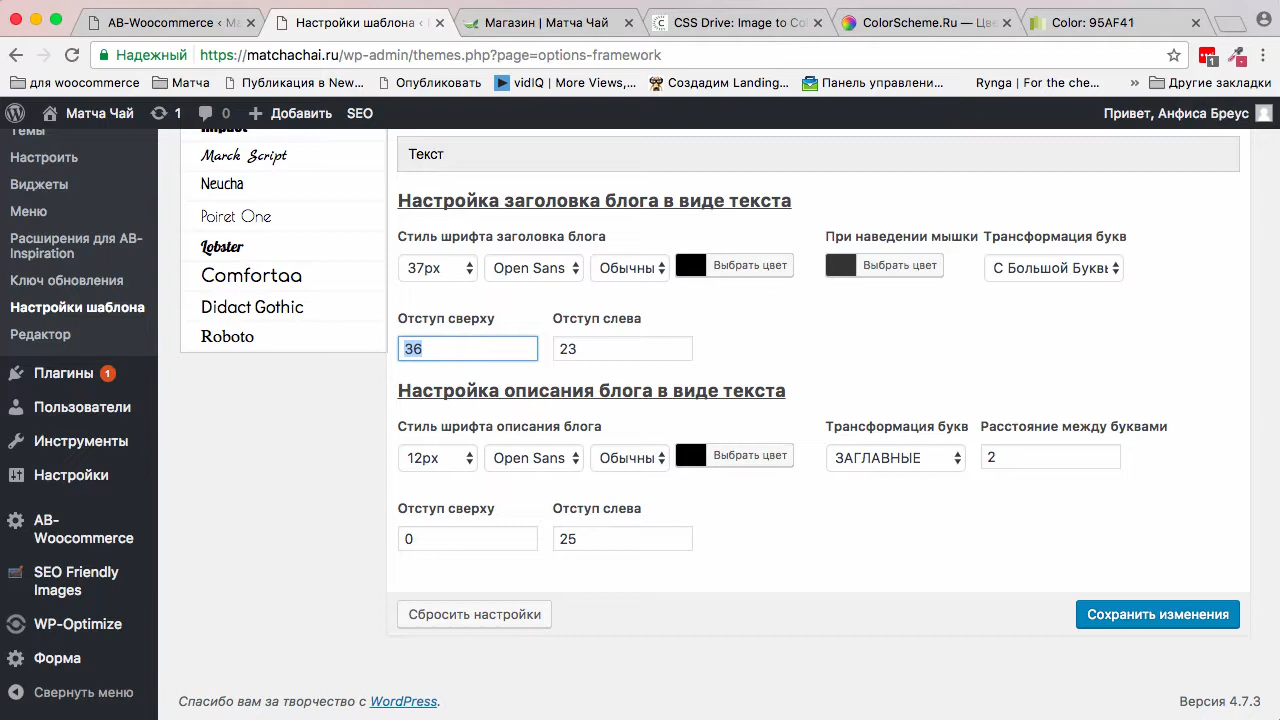 AB-Woocommerce ‹ Ма
Настройки шаблона ‹
Магазин | Матча Чай
CSS Drive: Image to Co
ColorScheme.Ru — Цве
Color: 95AF41
Надежный
https://matchachai.ru/wp-admin/themes.php?page=options-framework
1
для woocommerce
Матча
Публикация в New...
Опубликовать
vidIQ | More Views,...
Создадим Landing...
Панель управлени...
Rynga | For the che...
»
Другие закладки
Матча Чай
1
0
Добавить
SEO
Привет, Анфиса Бреус
Темы
Настроить
Виджеты
Меню
Расширения для AB-
Inspiration
Ключ обновления
Настройки шаблона
Редактор
Плагины 1
Пользователи
Инструменты
Настройки
AB-
Woocommerce
SEO Friendly
Images
WP-Optimize
Форма
Свернуть меню
Impact
Marck Script
Neucha
Poiret One
Lobster
Comfortaa
Didact Gothic
Roboto
Текст
Настройка заголовка блога в виде текста
Стиль шрифта заголовка блога
При наведении мышки
Трансформация букв
37px
Open Sans
Обычны
Выбрать цвет
Выбрать цвет
С Большой Буквы
Отступ сверху
Отступ слева
36
23
Настройка описания блога в виде текста
Стиль шрифта описания блога
Трансформация букв
Расстояние между буквами
12px
Open Sans
Обычны
Выбрать цвет
ЗАГЛАВНЫЕ
2
Отступ сверху
Отступ слева
0
25
Сбросить настройки
Сохранить изменения
Спасибо вам за творчество с WordPress.
Версия 4.7.3